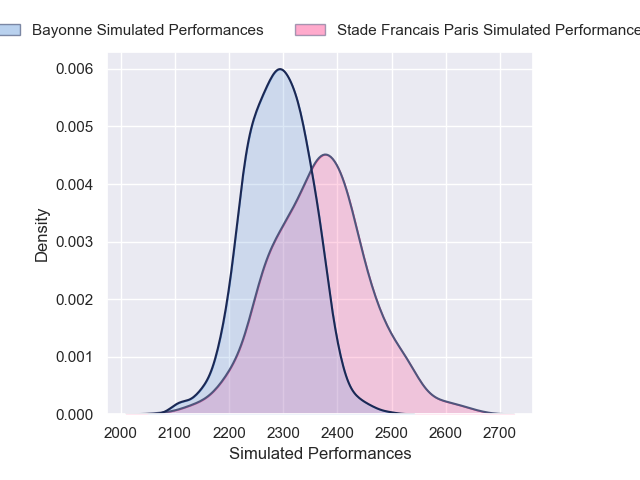 Bayonne Simulated Performances
Stade Francais Paris Simulated Performance
0.006
0.005
0.004
0.003
0.002
0.001
0.000
Density
2000 2100 2200 2300 2400 2500 2600 2700
Simulated Performances